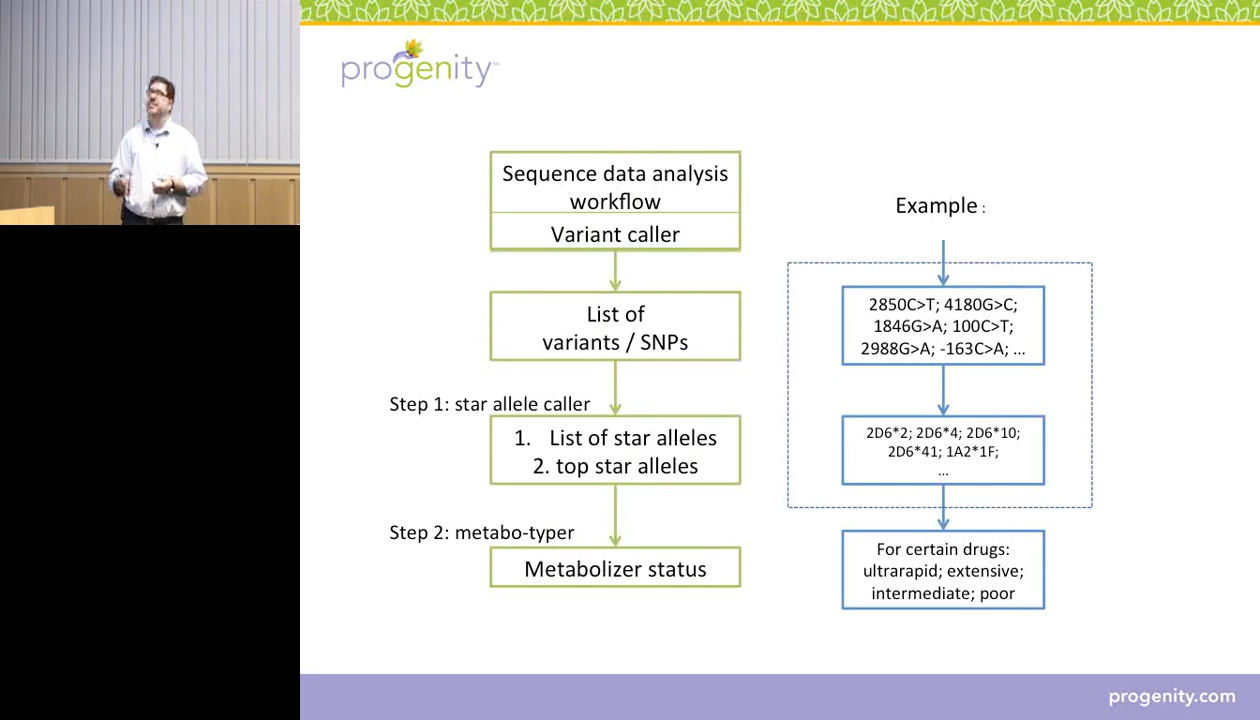 progenity™
Sequence data analysis
workflow
Variant caller
List of
variants / SNPs
Step 1: star allele caller
1. List of star alleles
2. top star alleles
Step 2: metabo-typer
Metabolizer status
Example :
2850C>T; 4180G>C;
1846G>A; 100C>T;
2988G>A; -163C>A; ...
2D6*2; 2D6*4; 2D6*10;
2D6*41; 1A2*1F;
...
For certain drugs:
ultrarapid; extensive;
intermediate; poor
progenity.com